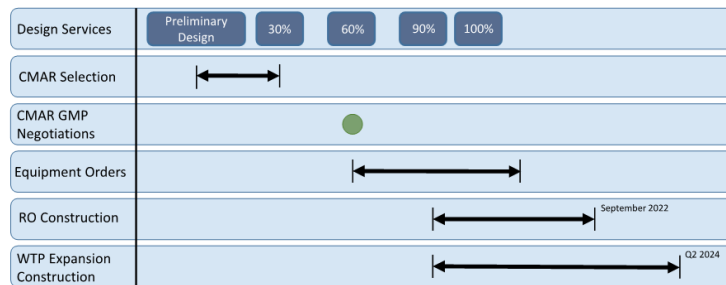 Design Services
Preliminary
Design
30%
60%
90%
100%
CMAR Selection
CMAR GMP
Negotiations
Equipment Orders
RO Construction
September 2022
WTP Expansion
Construction
Q2 2024